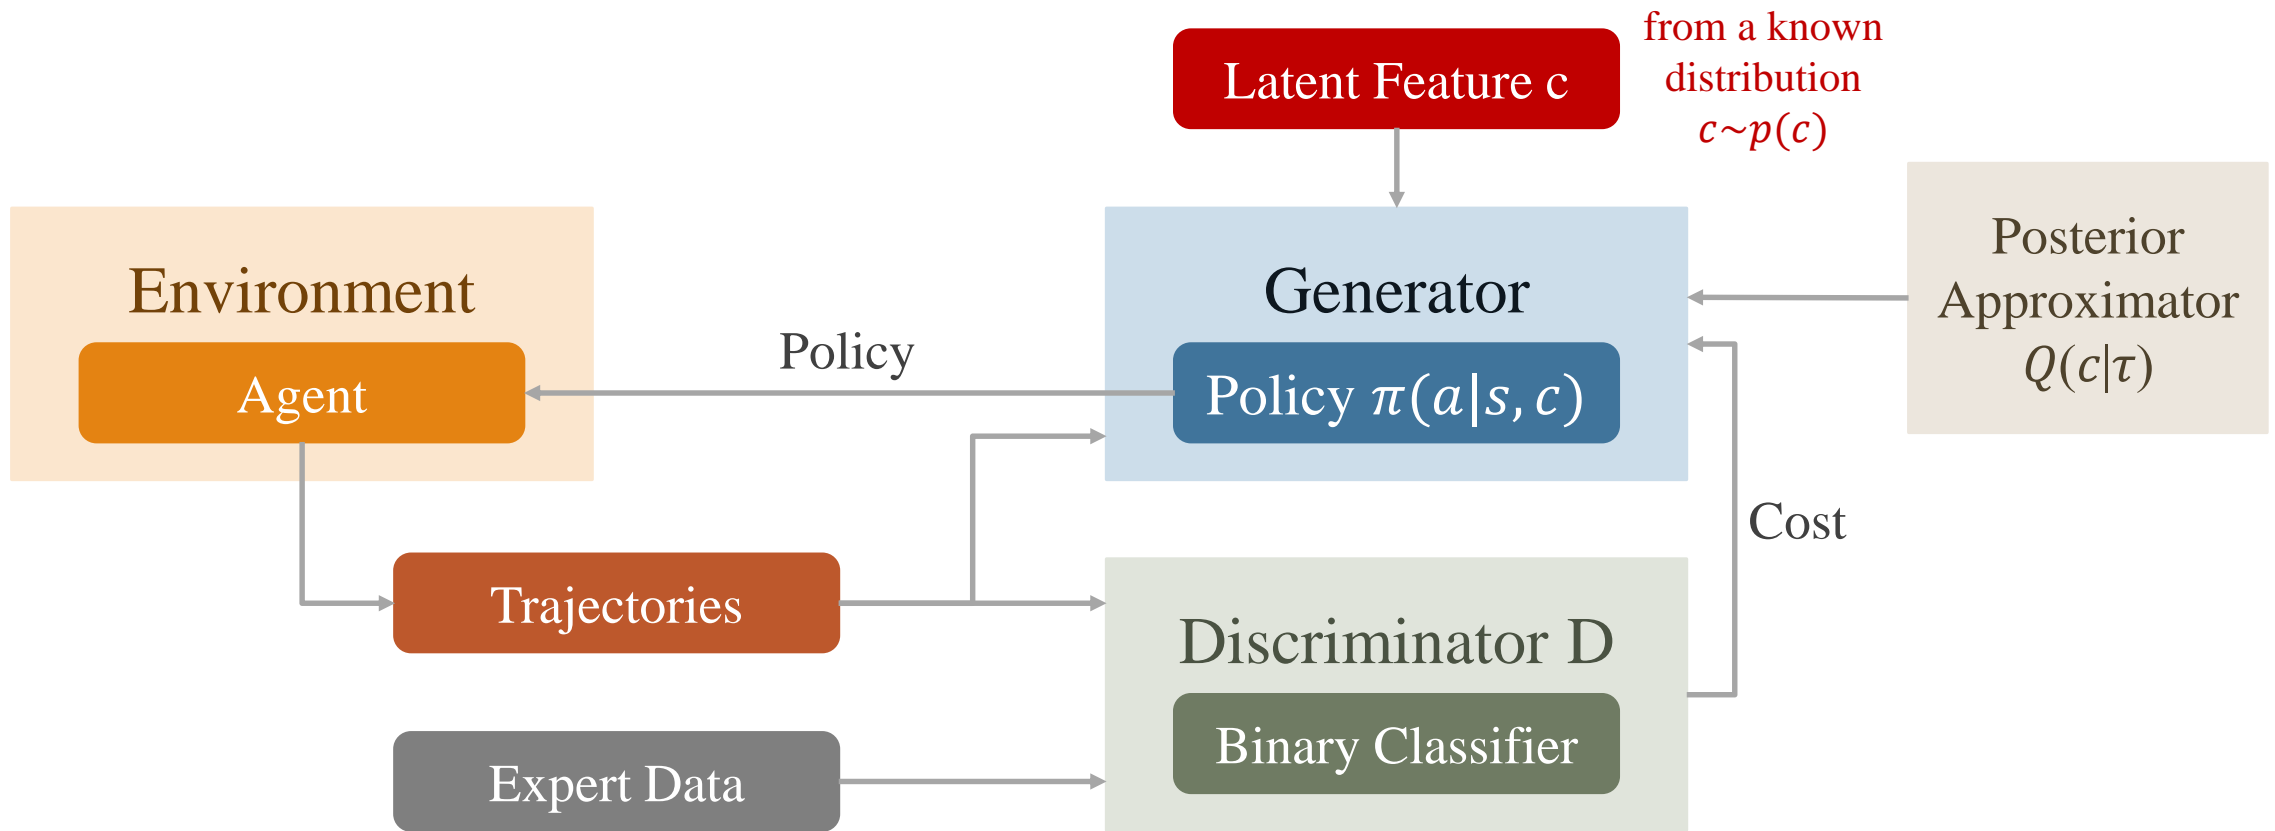 Latent Feature c
from a known
distribution
c~p(c)
Environment
Agent
Policy
Generator
Policy π(a|s, c)
Posterior
Approximator
Q(c|τ)
Cost
Trajectories
Discriminator D
Binary Classifier
Expert Data